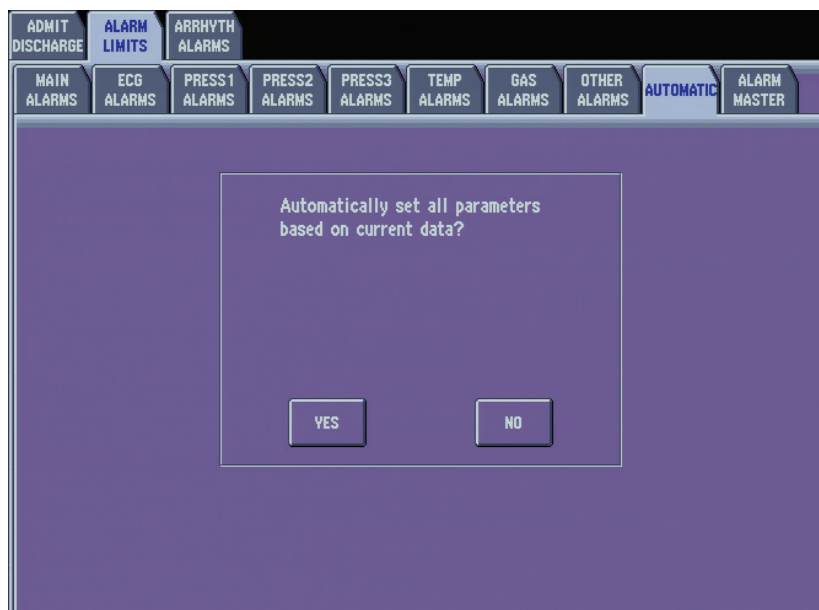 ADMIT DISCHARGE
ALARM LIMITS
ARRHYTH ALARMS
MAIN ALARMS
ECG ALARMS
PRESS1 ALARMS
PRESS2 ALARMS
PRESS3 ALARMS
TEMP ALARMS
GAS ALARMS
OTHER ALARMS
AUTOMATIC
ALARM MASTER
Automatically set all parameters
based on current data?
YES
NO